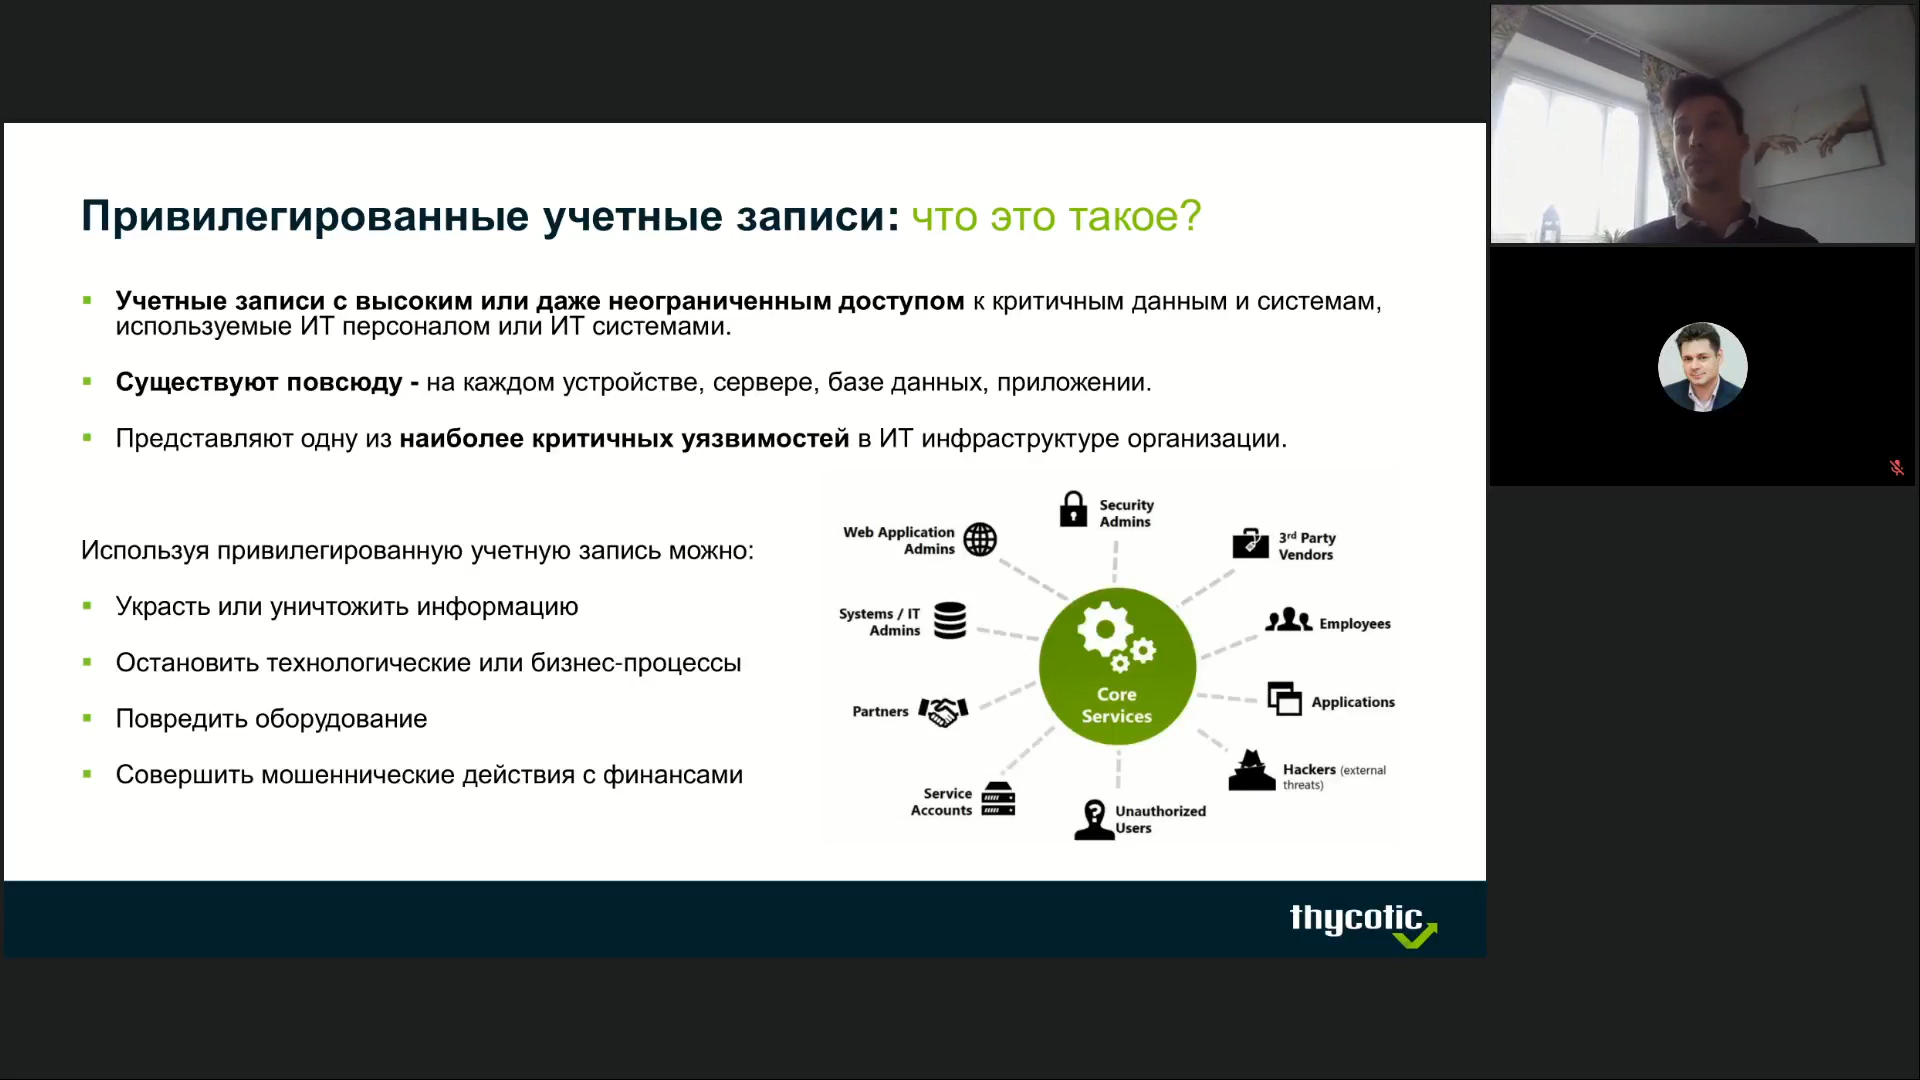 Привилегированные учетные записи: что это такое?
Учетные записи с высоким или даже неограниченным доступом к критичным данным и системам,
используемые ИТ персоналом или ИТ системами.
Существуют повсюду - на каждом устройстве, сервере, базе данных, приложении.
Представляют одну из наиболее критичных уязвимостей в ИТ инфраструктуре организации.
Используя привилегированную учетную запись можно:
Украсть или уничтожить информацию
Остановить технологические или бизнес-процессы
Повредить оборудование
Совершить мошеннические действия с финансами
Security
Admins
Web Application
Admins
3rd Party
Vendors
Systems / IT
Admins
Employees
Core
Services
Partners
Applications
Hackers (external
threats)
Service
Accounts
Unauthorized
Users
thycotic